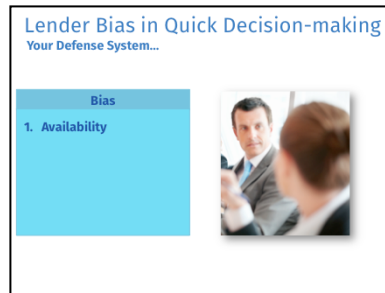 Lender Bias in Quick Decision-making
Your Defense System...
Bias
1. Availability